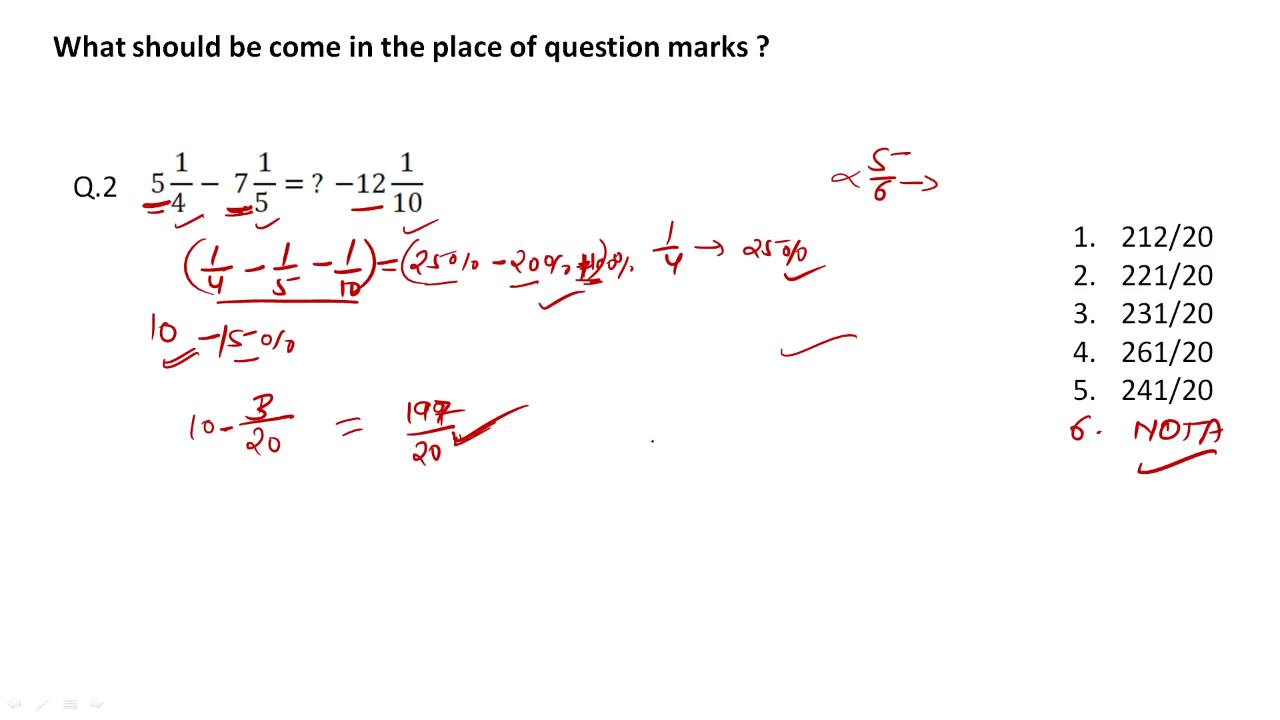 What should be come in the place of question marks ?
Q.2 5 1/4 − 7 1/5 = ? −12 1/10
∝ 5/6 →
(1/4 − 1/5 − 1/10) = (25% − 20% +10%
1/4 → 25%
10 −15%
10 - 3/20 = 197/20
1. 212/20
2. 221/20
3. 231/20
4. 261/20
5. 241/20
6. NOTA